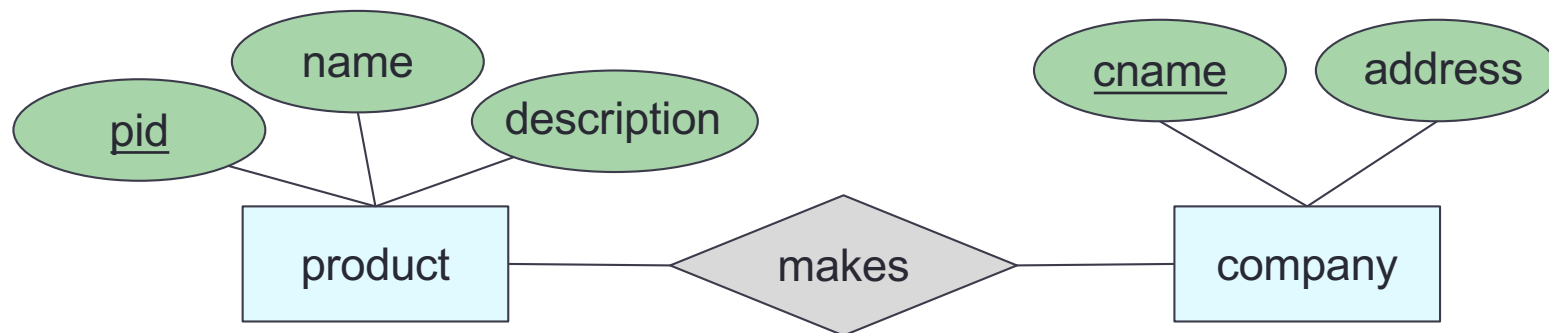 name
pid
description
cname
address
product
makes
company